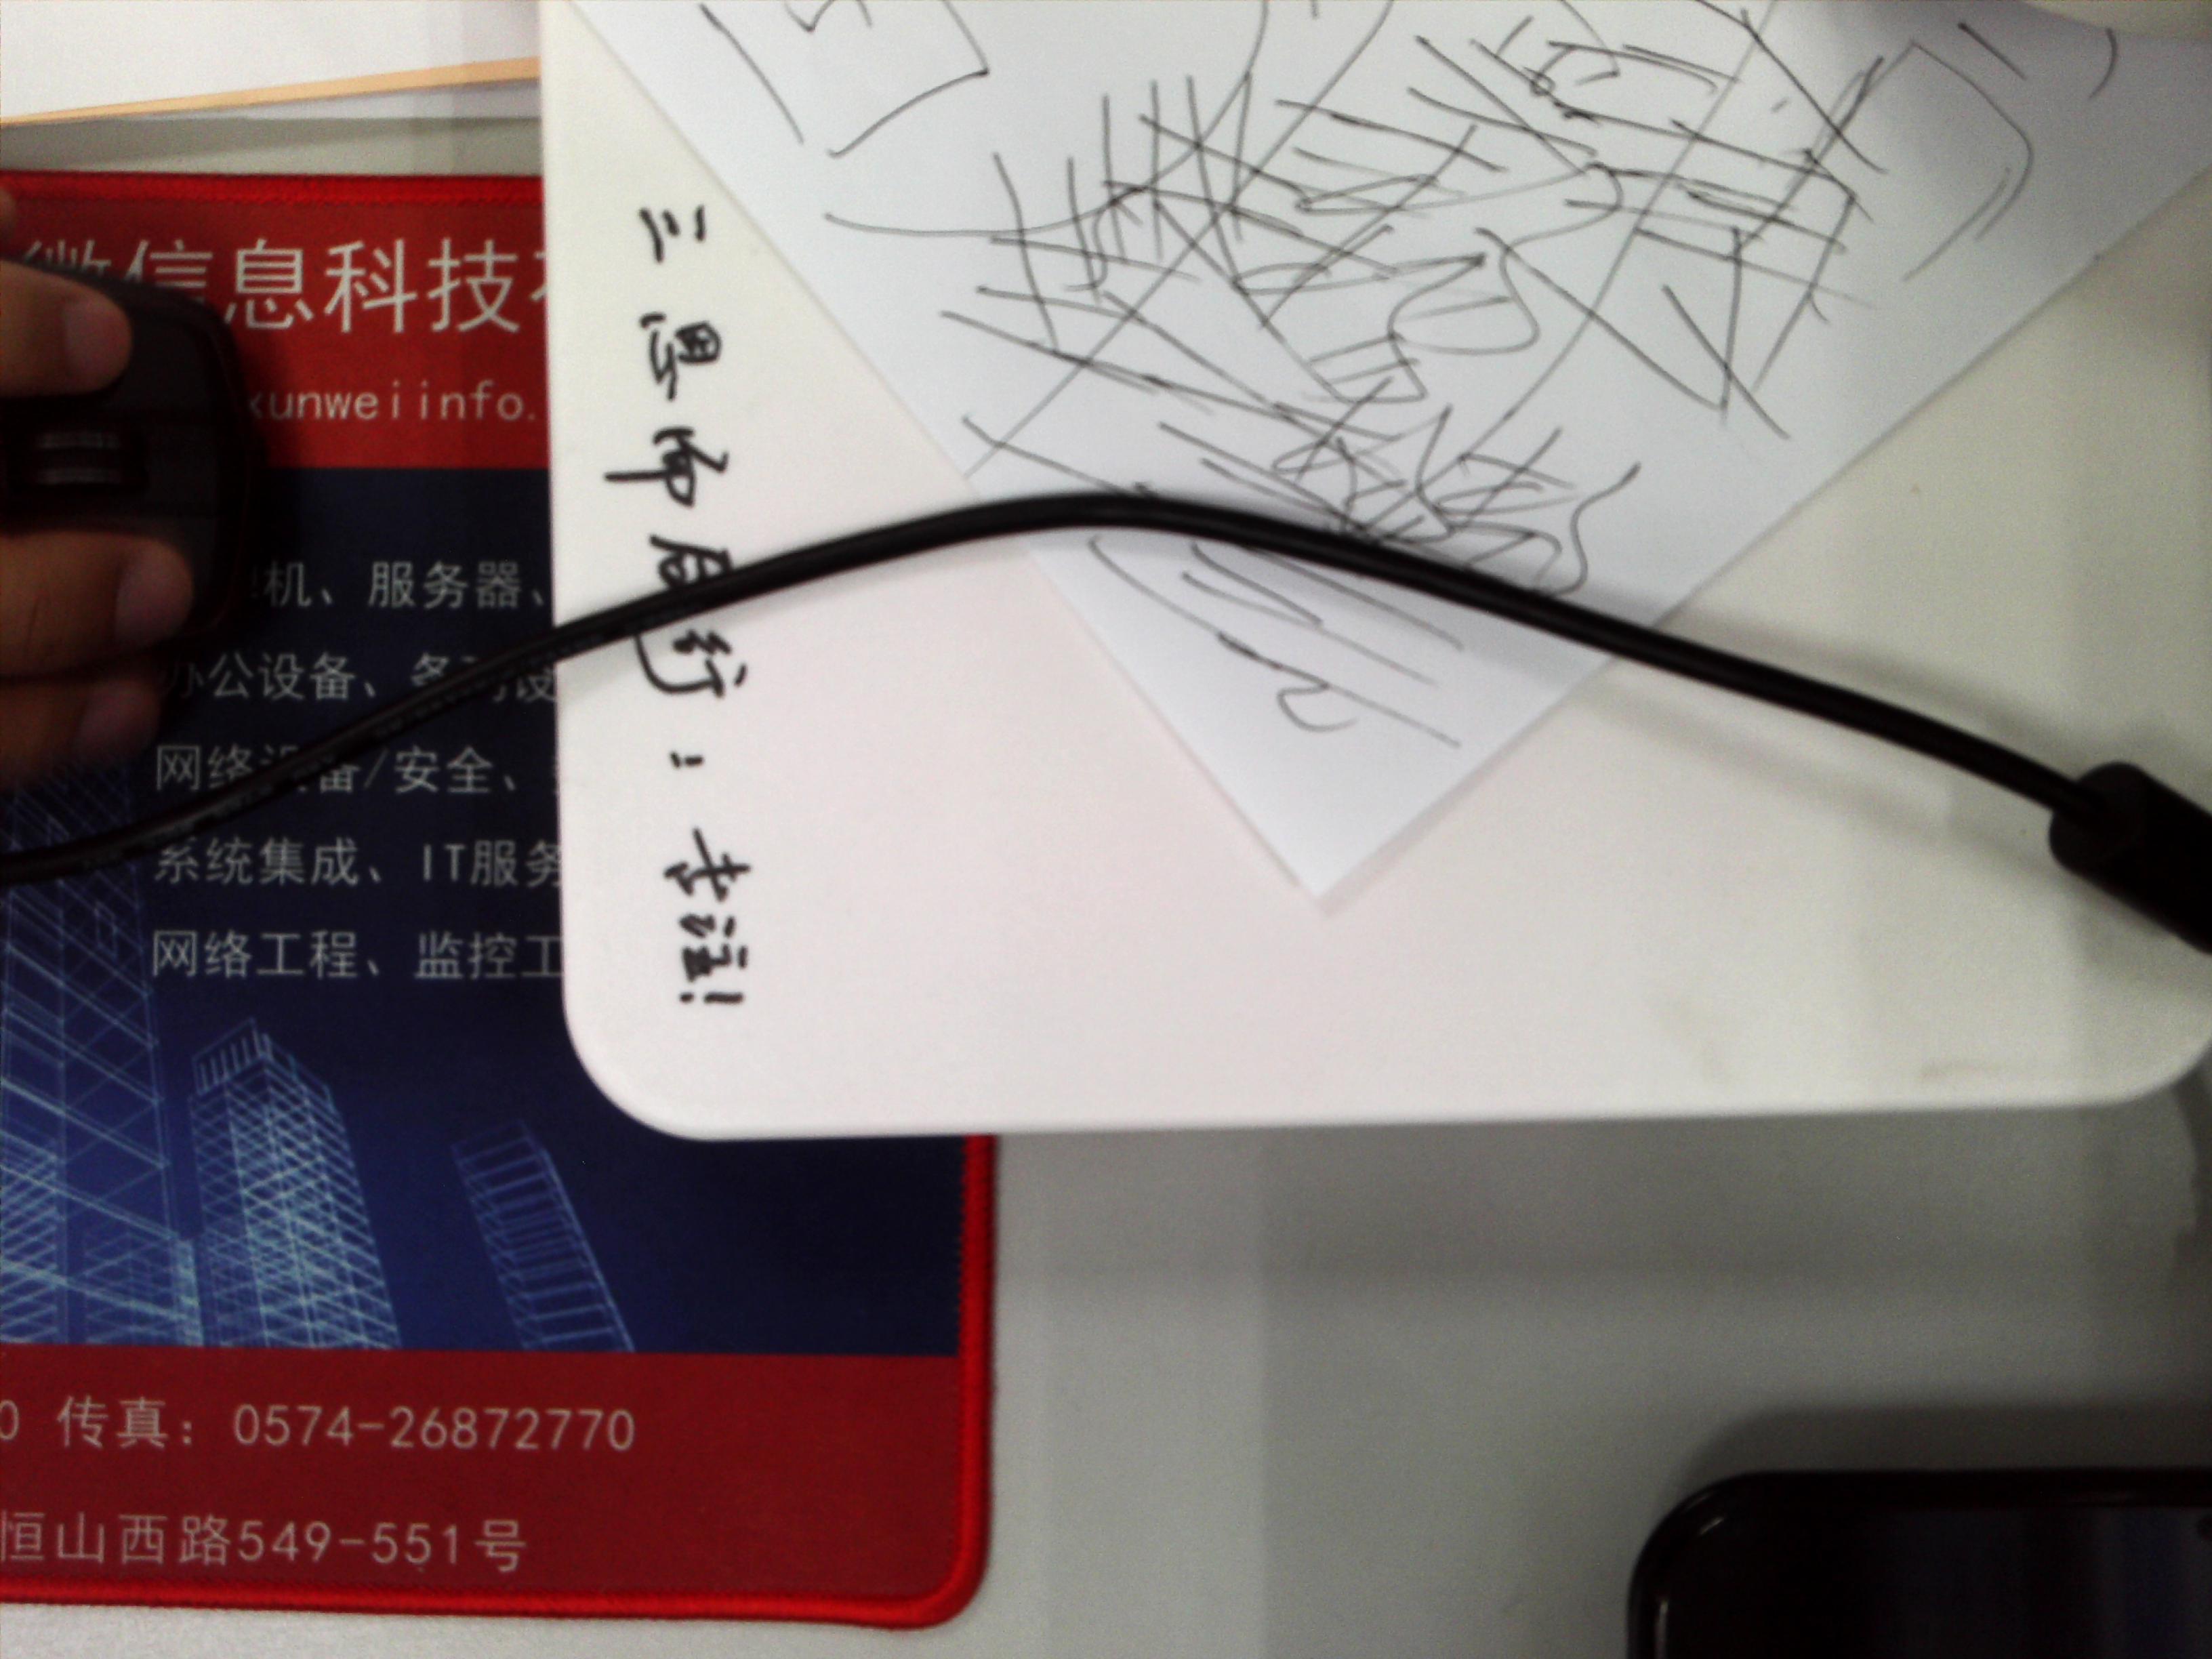 微信息科技
xunweiinfo.
机、服务器、
办公设备、各
网络设备/安全、
系统集成、IT服务
网络工程、监控工
0 传真：0574-26872770
恒山西路549-551号
三思而后行：